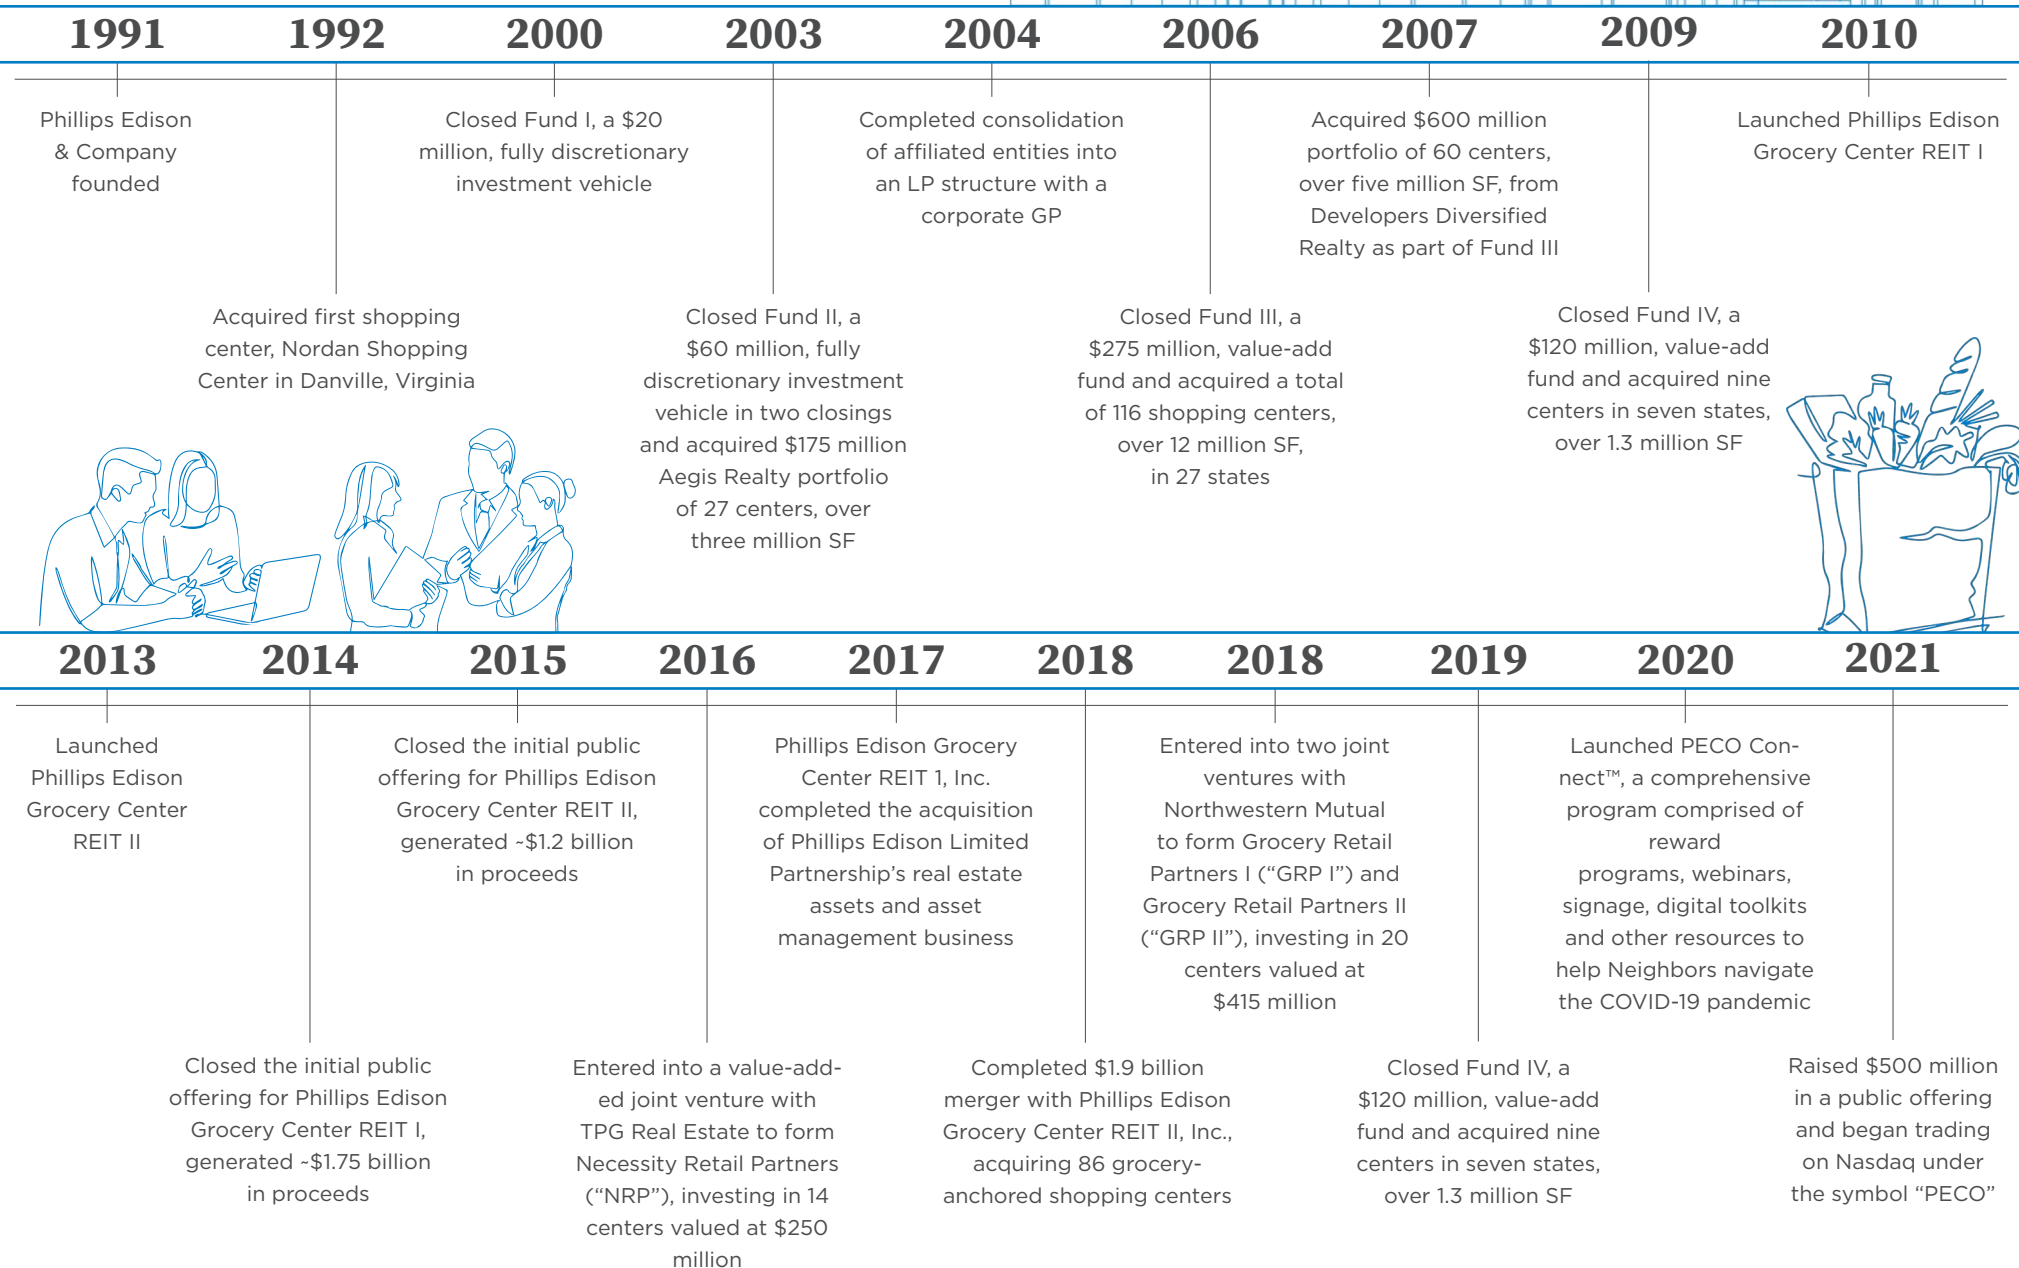 1991
Phillips Edison
& Company
founded
1992
Acquired first shopping
center, Nordan Shopping
Center in Danville, Virginia
2000
Closed Fund I, a $20
million, fully discretionary
investment vehicle
2003
Closed Fund II, a
$60 million, fully
discretionary investment
vehicle in two closings
and acquired $175 million
Aegis Realty portfolio
of 27 centers, over
three million SF
2004
Completed consolidation
of affiliated entities into
an LP structure with a
corporate GP
2006
Closed Fund III, a
$275 million, value-add
fund and acquired a total
of 116 shopping centers,
over 12 million SF,
in 27 states
2007
Acquired $600 million
portfolio of 60 centers,
over five million SF, from
Developers Diversified
Realty as part of Fund III
2009
Closed Fund IV, a
$120 million, value-add
fund and acquired nine
centers in seven states,
over 1.3 million SF
2010
Launched Phillips Edison
Grocery Center REIT I
2013
Launched
Phillips Edison
Grocery Center
REIT II
2014
Closed the initial public
offering for Phillips Edison
Grocery Center REIT I,
generated ~$1.75 billion
in proceeds
2015
Closed the initial public
offering for Phillips Edison
Grocery Center REIT II,
generated ~$1.2 billion
in proceeds
2016
Entered into a value-add-
ed joint venture with
TPG Real Estate to form
Necessity Retail Partners
(“NRP”), investing in 14
centers valued at $250
million
2017
Phillips Edison Grocery
Center REIT 1, Inc.
completed the acquisition
of Phillips Edison Limited
Partnership’s real estate
assets and asset
management business
2018
Completed $1.9 billion
merger with Phillips Edison
Grocery Center REIT II, Inc.,
acquiring 86 grocery-
anchored shopping centers
2018
Entered into two joint
ventures with
Northwestern Mutual
to form Grocery Retail
Partners I (“GRP I”) and
Grocery Retail Partners II
(“GRP II”), investing in 20
centers valued at
$415 million
2019
Closed Fund IV, a
$120 million, value-add
fund and acquired nine
centers in seven states,
over 1.3 million SF
2020
Launched PECO Con-
nect™, a comprehensive
program comprised of
reward
programs, webinars,
signage, digital toolkits
and other resources to
help Neighbors navigate
the COVID-19 pandemic
2021
Raised $500 million
in a public offering
and began trading
on Nasdaq under
the symbol “PECO”